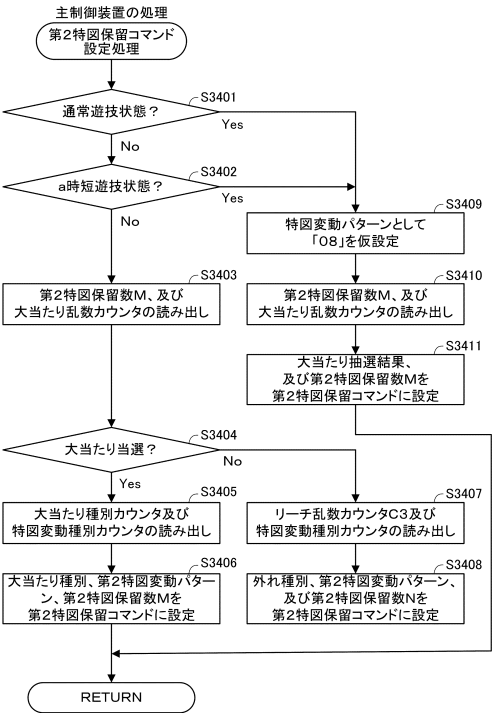 主制御装置の処理
第2特図保留コマンド
設定処理
S3401
通常遊技状態?
Yes
No
S3402
a時短遊技状態?
Yes
No
S3409
特図変動パターンとして
「08」を仮設定
S3403
第2特図保留数M、及び
大当たり乱数カウンタの読み出し
S3410
第2特図保留数M、及び
大当たり乱数カウンタの読み出し
S3411
大当たり抽選結果、
及び第2特図保留数Mを
第2特図保留コマンドに設定
S3404
大当たり当選?
No
Yes
S3405
大当たり種別カウンタ及び
特図変動種別カウンタの読み出し
S3407
リーチ乱数カウンタC3及び
特図変動種別カウンタの読み出し
S3406
大当たり種別、第2特図変動パター
ン、第2特図保留数Mを
第2特図保留コマンドに設定
S3408
外れ種別、第2特図変動パターン、
及び第2特図保留数Nを
第2特図保留コマンドに設定
RETURN